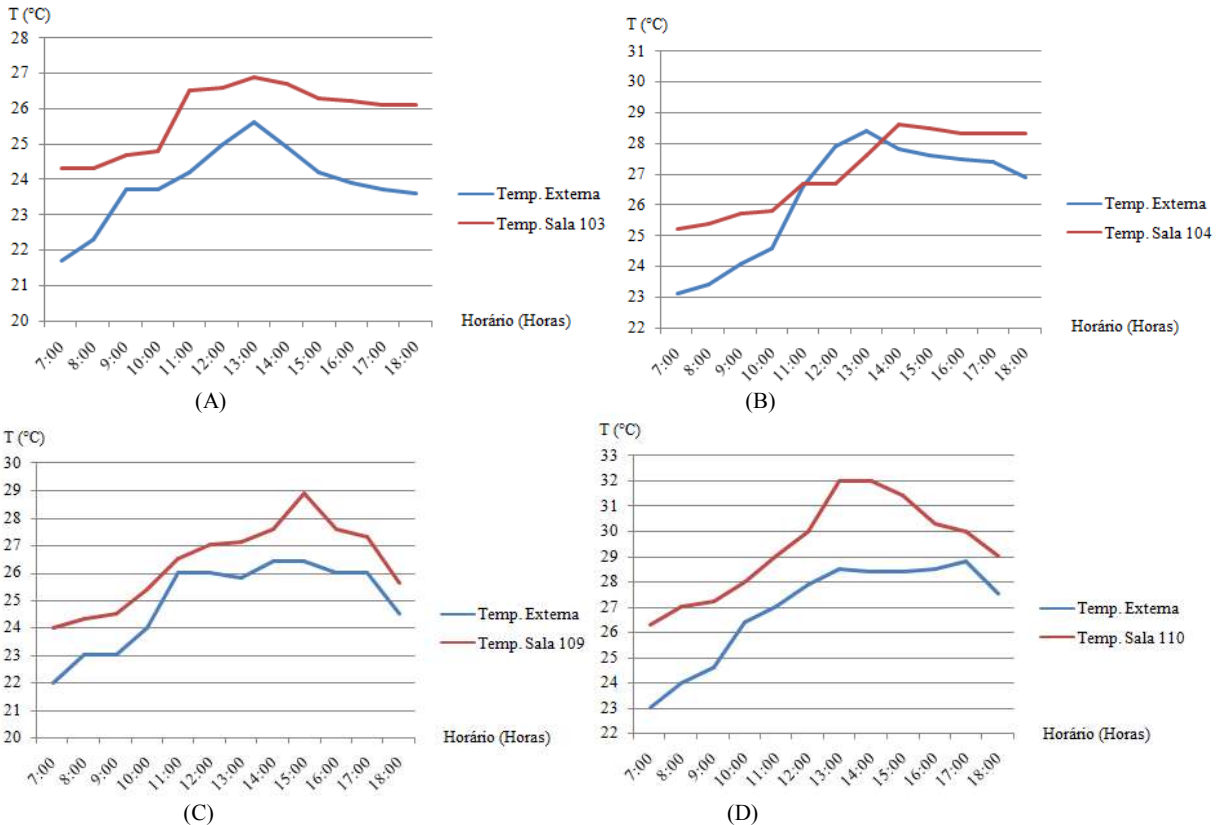 T (°C)
28
27
26
25
24
23
22
21
20
7:00 8:00 9:00 10:00 11:00 12:00 13:00 14:00 15:00 16:00 17:00 18:00
Temp. Externa
Temp. Sala 103
Horário (Horas)
(A)
T (°C)
31
30
29
28
27
26
25
24
23
22
7:00 8:00 9:00 10:00 11:00 12:00 13:00 14:00 15:00 16:00 17:00 18:00
Temp. Externa
Temp. Sala 104
Horário (Horas)
(B)
T (°C)
30
29
28
27
26
25
24
23
22
21
20
7:00 8:00 9:00 10:00 11:00 12:00 13:00 14:00 15:00 16:00 17:00 18:00
Temp. Externa
Temp. Sala 109
Horário (Horas)
(C)
T (°C)
33
32
31
30
29
28
27
26
25
24
23
22
7:00 8:00 9:00 10:00 11:00 12:00 13:00 14:00 15:00 16:00 17:00 18:00
Temp. Externa
Temp. Sala 110
Horário (Horas)
(D)